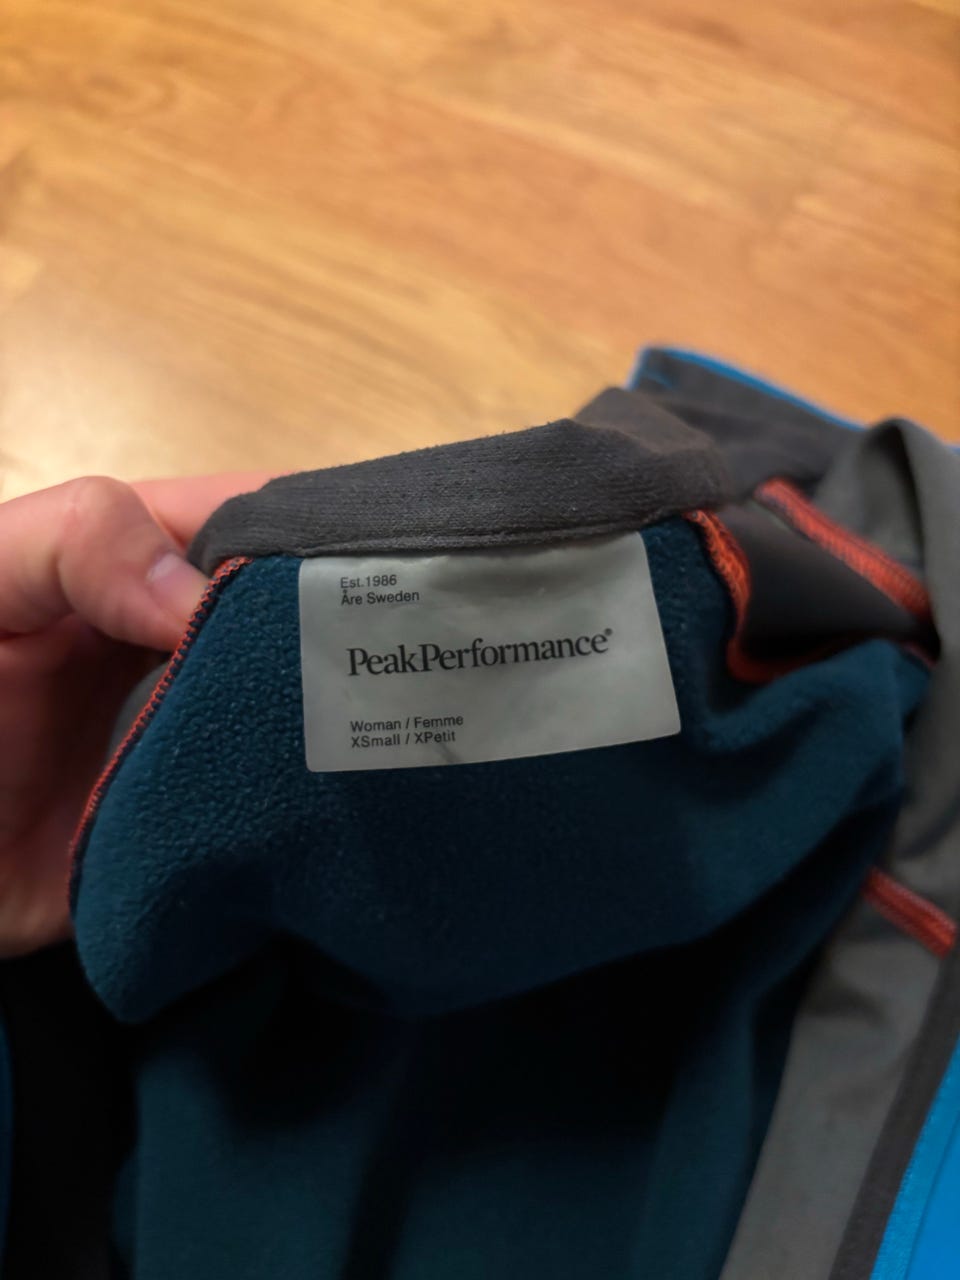 Est.1986
Åre Sweden
PeakPerformance®
Woman / Femme
XSmall / XPetit